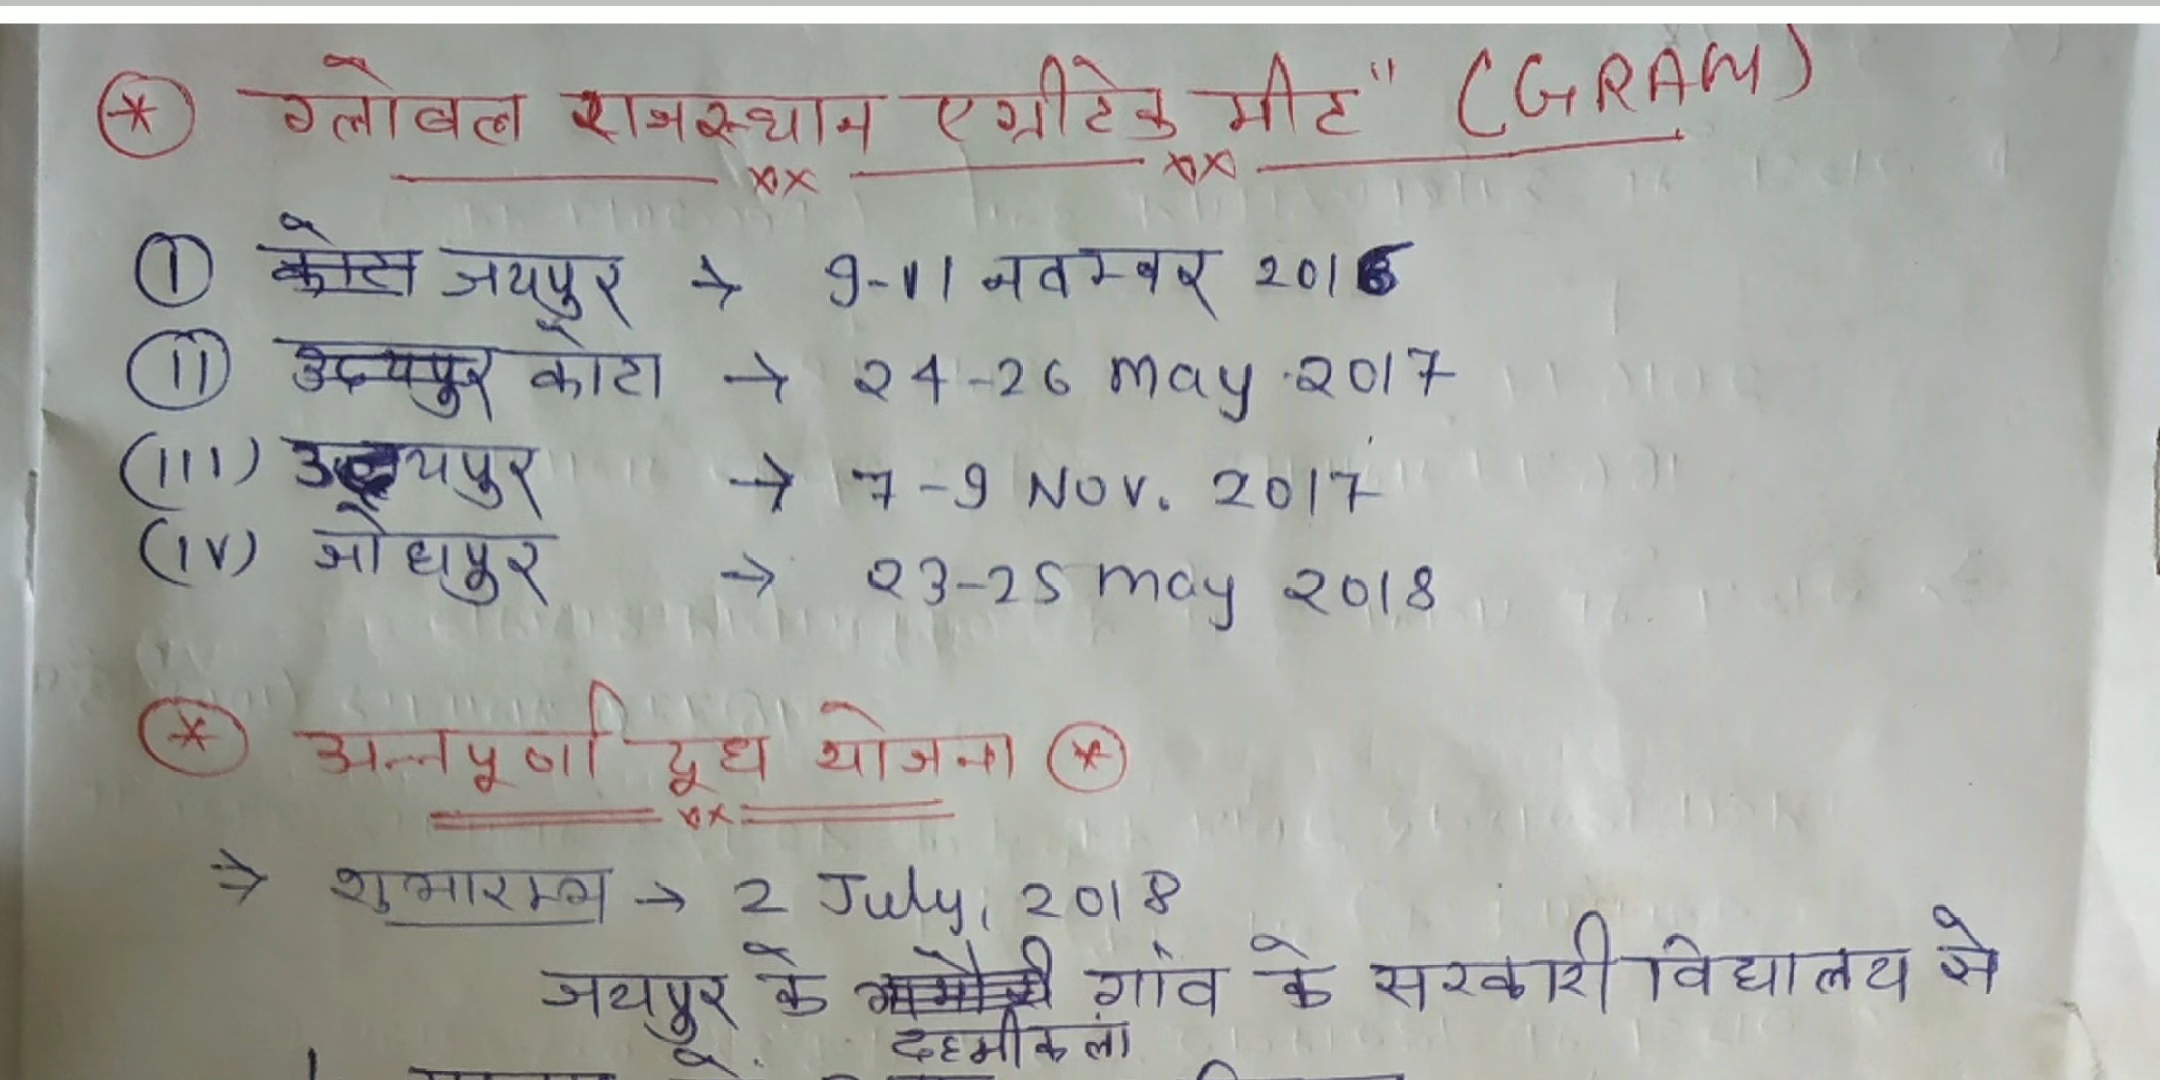 * ग्लोबल राजस्थान एग्रीटेक मीट" (GRAM)
(I) कोटा जयपुर → 9-11 नवम्बर 2016
(II) उदयपुर कोटा → 24-26 May 2017
(III) उदयपुर → 7-9 Nov. 2017
(IV) जोधपुर → 23-25 May 2018
* अन्नपूर्णा दूध योजना *
⇒ शुभारम्भ → 2 July, 2018
जयपुर के गांव के सरकारी विद्यालय से
दहमीकलां